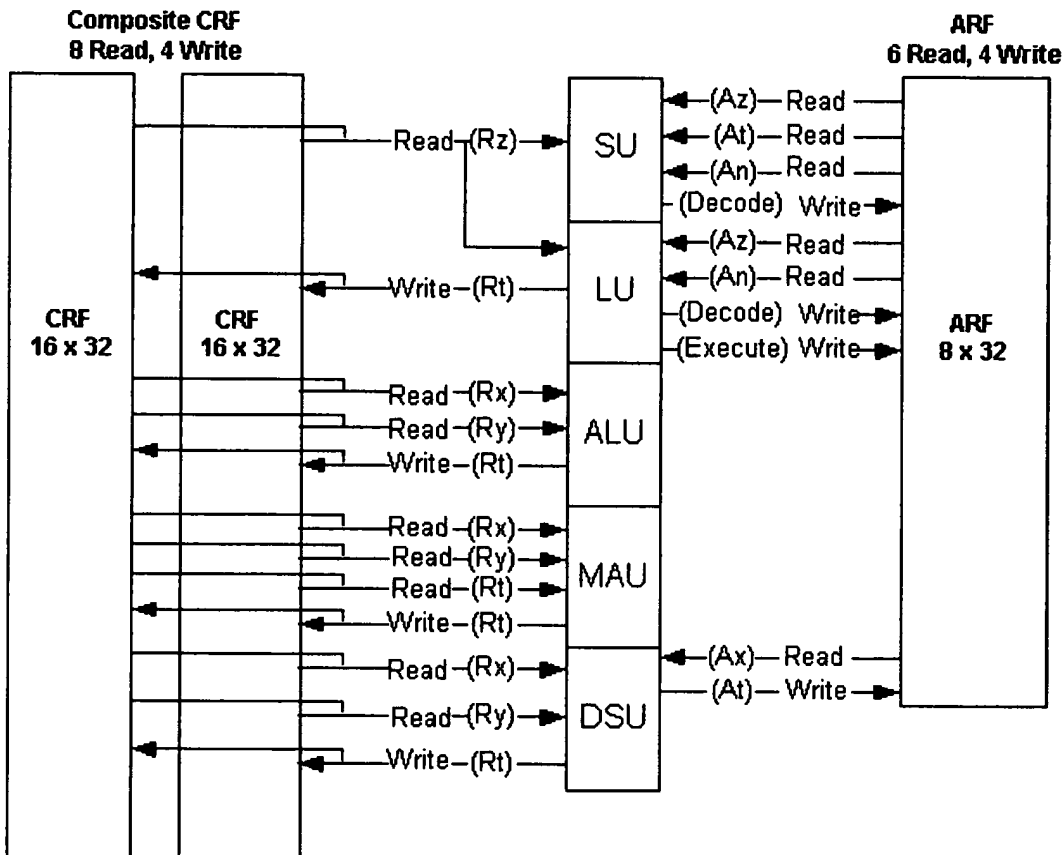 Composite CRF
8 Read, 4 Write
ARF
6 Read, 4 Write
CRF
16 x 32
CRF
16 x 32
Read (Rz)
Write (Rt)
Read (Rx)
Read (Ry)
Write (Rt)
Read (Rx)
Read (Ry)
Read (Rt)
Write (Rt)
Read (Rx)
Read (Ry)
Write (Rt)
SU
LU
ALU
MAU
DSU
(Az) Read
(At) Read
(An) Read
(Decode) Write
(Az) Read
(An) Read
(Decode) Write
(Execute) Write
(Ax) Read
(At) Write
ARF
8 x 32